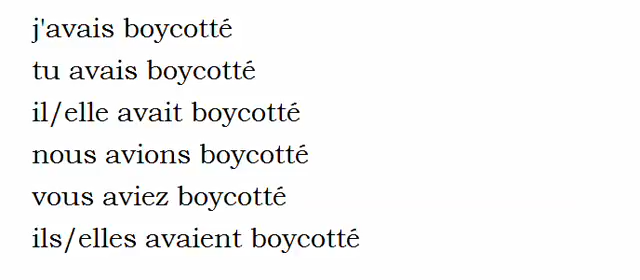 j'avais boycotté
tu avais boycotté
il/elle avait boycotté
nous avions boycotté
vous aviez boycotté
ils/elles avaient boycotté